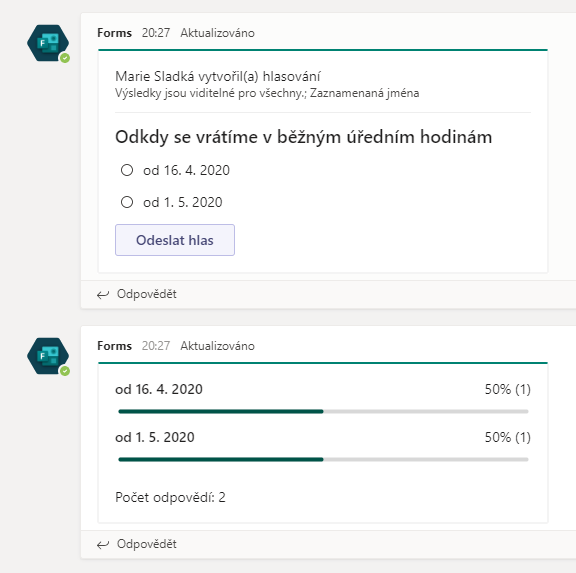 Forms 20:27 Aktualizováno
Marie Sladká vytvořil(a) hlasování
Výsledky jsou viditelné pro všechny.; Zaznamenaná jména
Odkdy se vrátíme v běžným úředním hodinám
od 16. 4. 2020
od 1. 5. 2020
Odeslat hlas
Odpovědět
Forms 20:27 Aktualizováno
od 16. 4. 2020 50% (1)
od 1. 5. 2020 50% (1)
Počet odpovědí: 2
Odpovědět